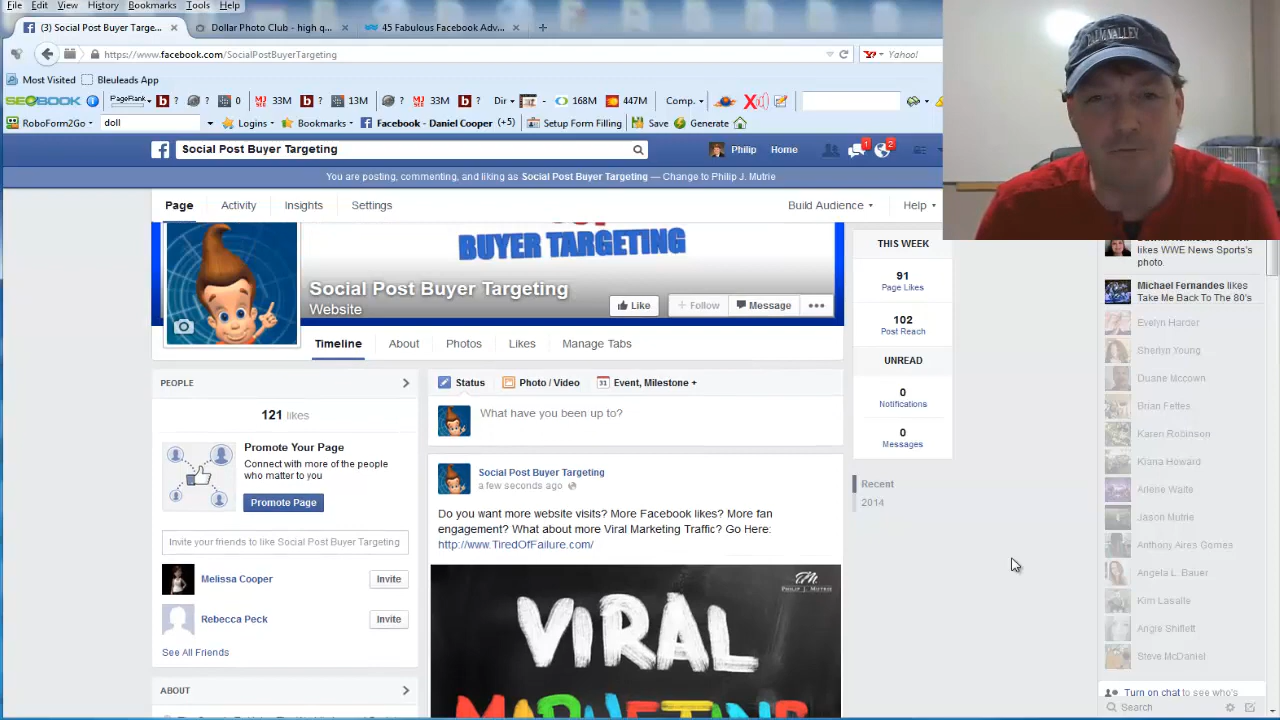 File Edit View History Bookmarks Tools Help
(3) Social Post Buyer Targe... × Dollar Photo Club - high q... × 45 Fabulous Facebook Adv... ×
https://www.facebook.com/SocialPostBuyerTargeting Yahoo!
Most Visited Bleuleads App
SEOBOOK PageRank ? ? 0 33M ? 13M 33M ? Dir 168M 447M Comp. X
RoboForm2Go doll Logins Bookmarks Facebook - Daniel Cooper (+5) Setup Form Filling Save Generate
Social Post Buyer Targeting Philip Home 1 2
You are posting, commenting, and liking as Social Post Buyer Targeting — Change to Philip J. Mutrie
Page Activity Insights Settings Build Audience Help
BUYER TARGETING
Social Post Buyer Targeting
Website
Like + Follow Message •••
Timeline About Photos Likes Manage Tabs
THIS WEEK
91
Page Likes
102
Post Reach
UNREAD
0
Notifications
0
Messages
Recent
2014
PEOPLE
121 likes
Promote Your Page
Connect with more of the people
who matter to you
Promote Page
Invite your friends to like Social Post Buyer Targeting
Melissa Cooper Invite
Rebecca Peck Invite
See All Friends
ABOUT
Status Photo / Video 31 Event, Milestone +
What have you been up to?
Social Post Buyer Targeting
a few seconds ago
Do you want more website visits? More Facebook likes? More fan
engagement? What about more Viral Marketing Traffic? Go Here:
http://www.TiredOfFailure.com/
PHILIP J. MUTRIE
VIRAL
MARKETING
likes WWE News Sports's
photo.
Michael Fernandes likes
Take Me Back To The 80's
Evelyn Harder
Sherlyn Young
Duane Mccown
Brian Fettes
Karen Robinson
Kiana Howard
Arlene Waite
Jason Mutrie
Anthony Aires Gomes
Angela L. Bauer
Kim Lasalle
Angie Shiflett
Steve McDaniel
Turn on chat to see who's
Search